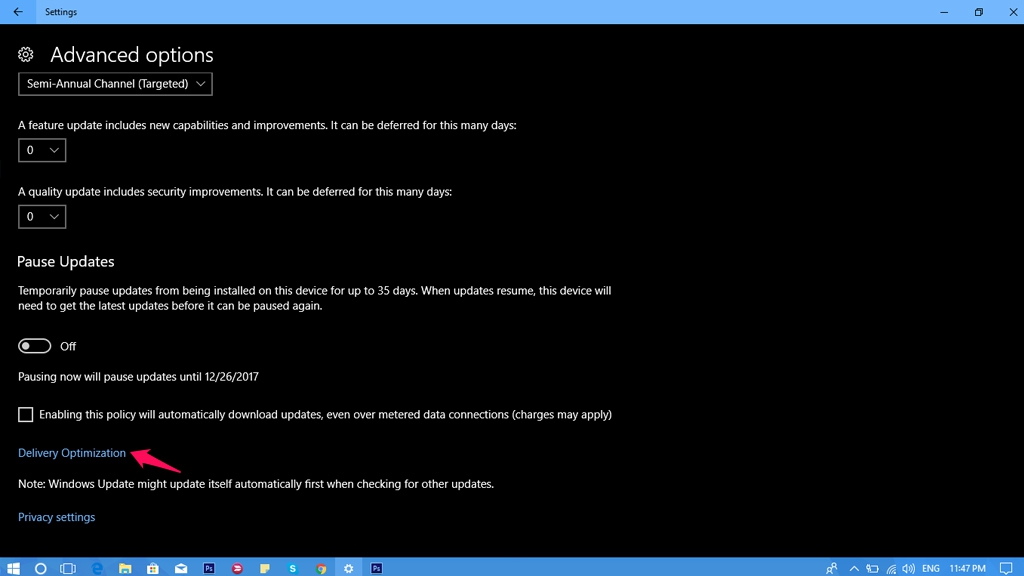 Settings
Advanced options
Semi-Annual Channel (Targeted)
A feature update includes new capabilities and improvements. It can be deferred for this many days:
0
A quality update includes security improvements. It can be deferred for this many days:
0
Pause Updates
Temporarily pause updates from being installed on this device for up to 35 days. When updates resume, this device will
need to get the latest updates before it can be paused again.
Off
Pausing now will pause updates until 12/26/2017
Enabling this policy will automatically download updates, even over metered data connections (charges may apply)
Delivery Optimization
Note: Windows Update might update itself automatically first when checking for other updates.
Privacy settings
Ps
S
Ps
ENG
11:47 PM